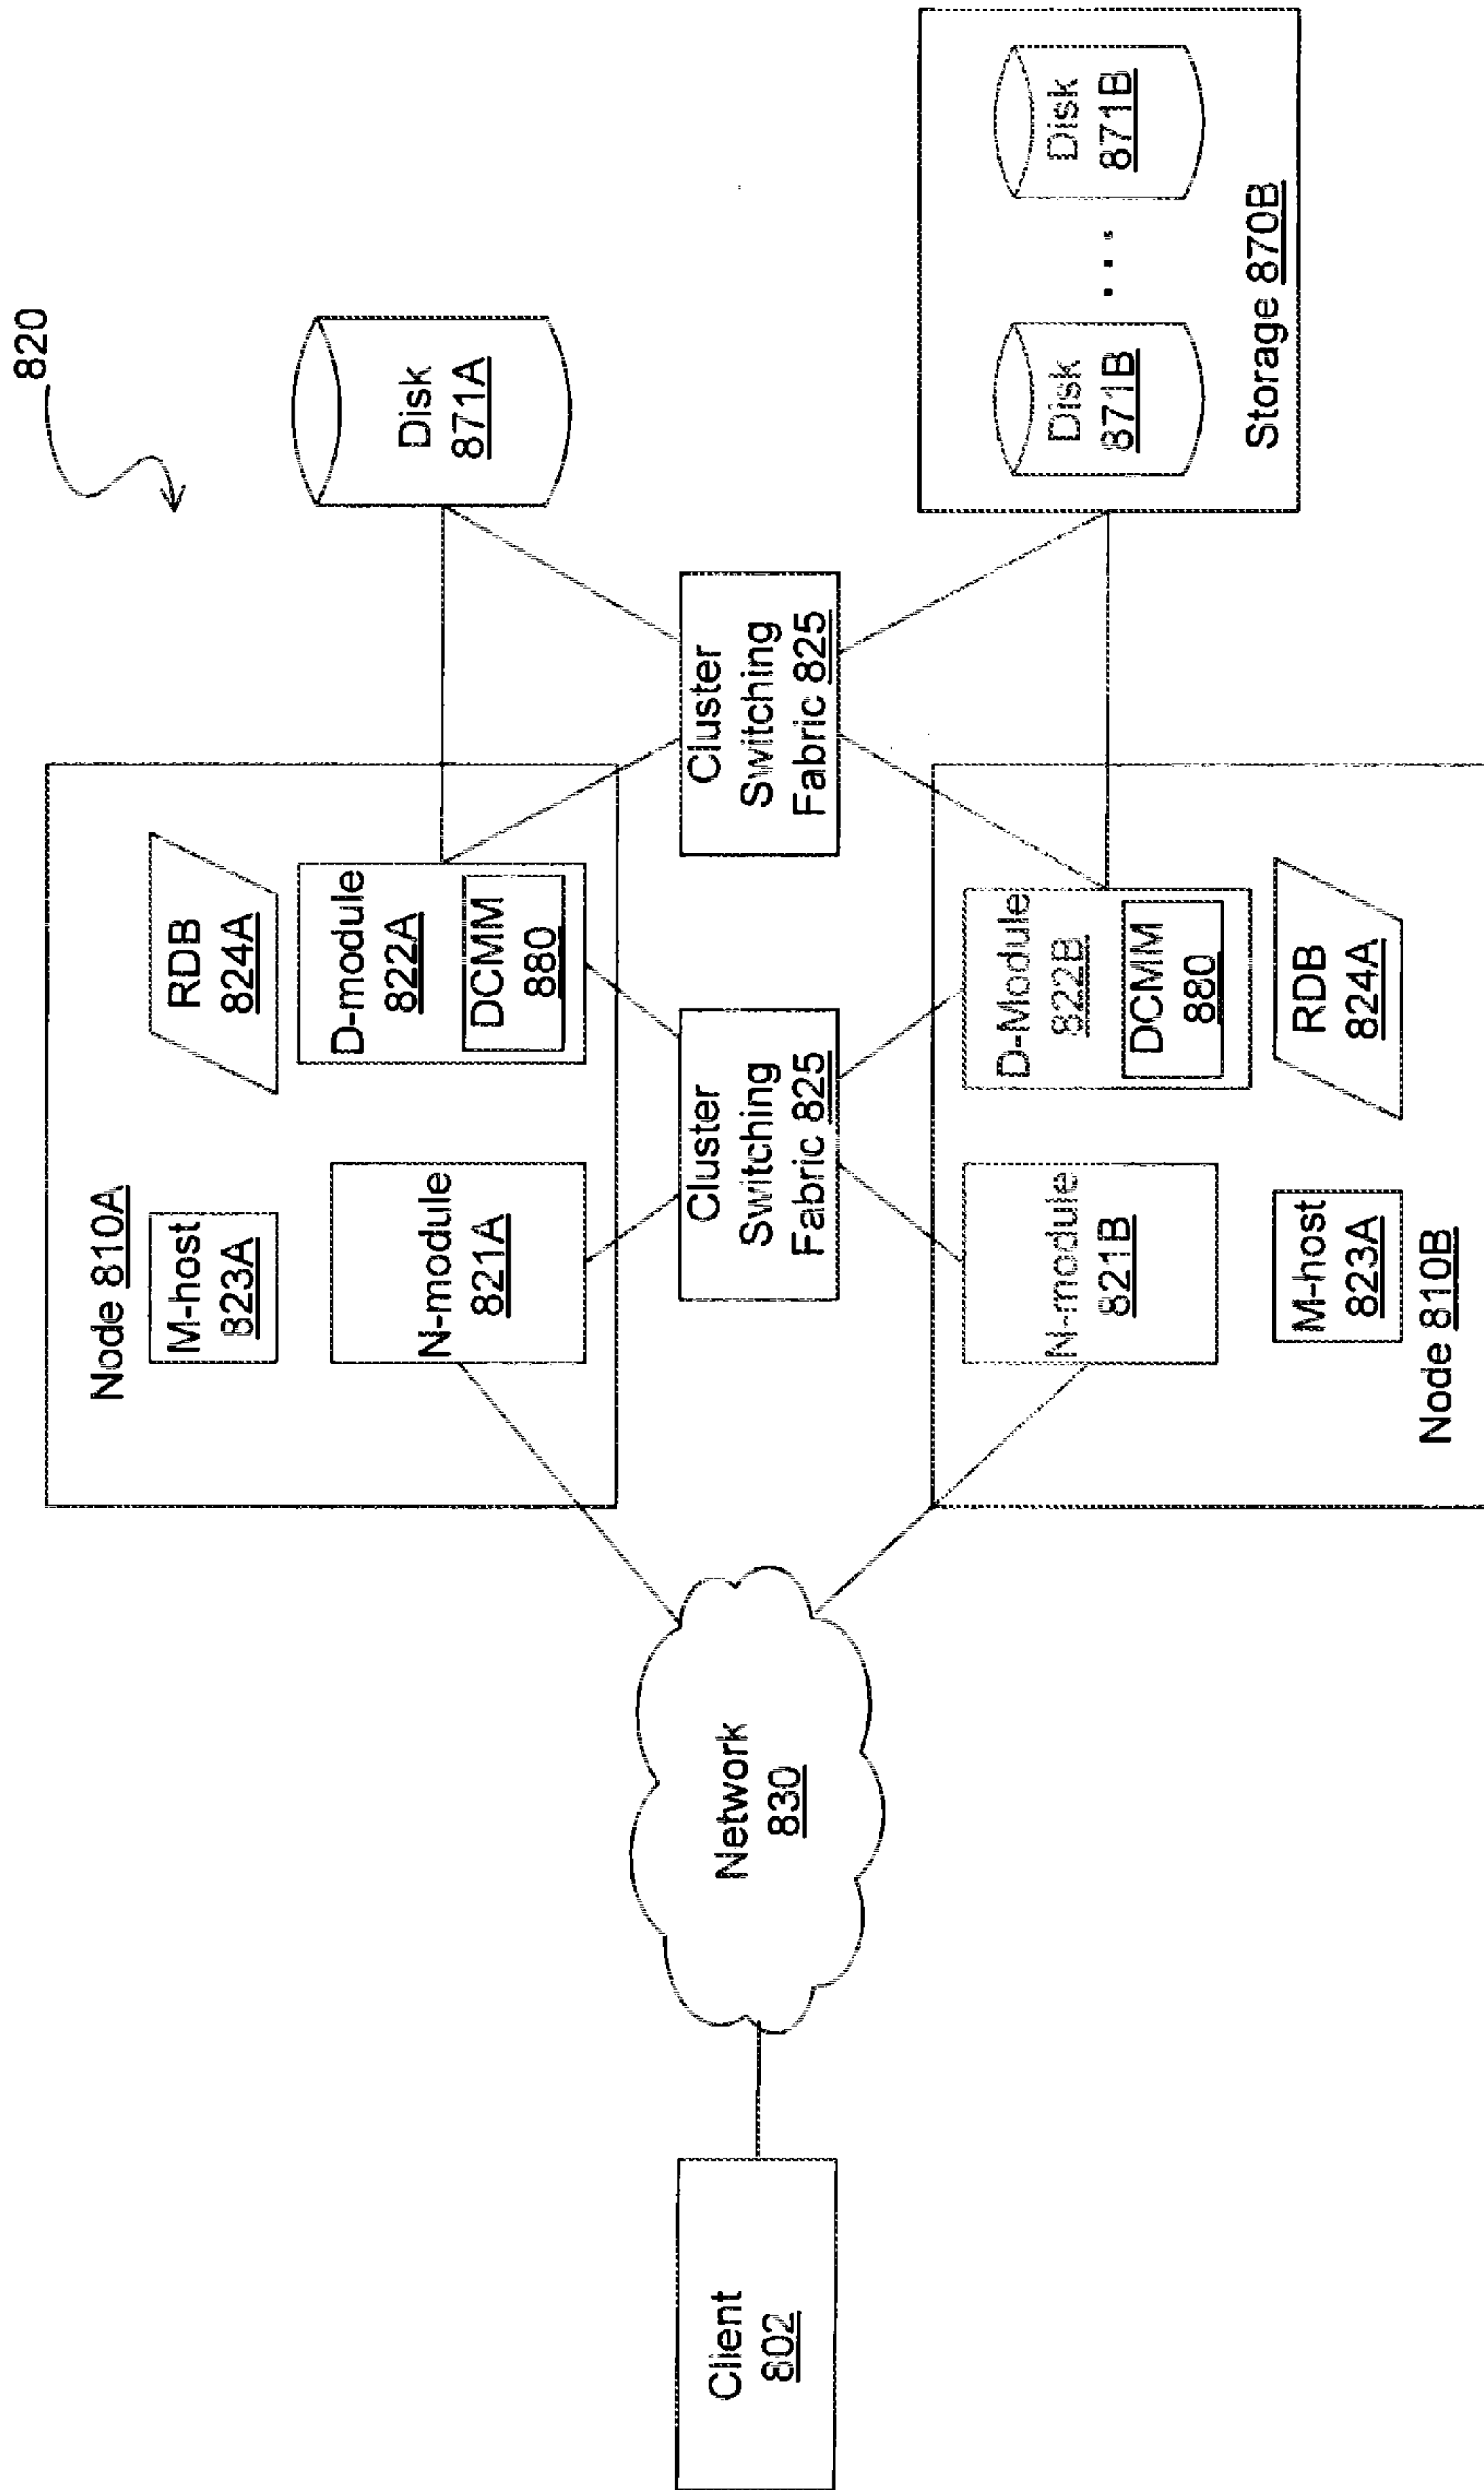 820
Node 810A
M-host
823A
RDB
824A
N-module
821A
D-module
822A
DCMM
880
Disk
871A
Client
802
Network
830
Cluster
Switching
Fabric 825
Cluster
Switching
Fabric 825
N-module
821B
D-Module
822B
DCMM
880
M-host
823A
RDB
824A
Node 810B
Disk
871B
. . .
Disk
871B
Storage 870B